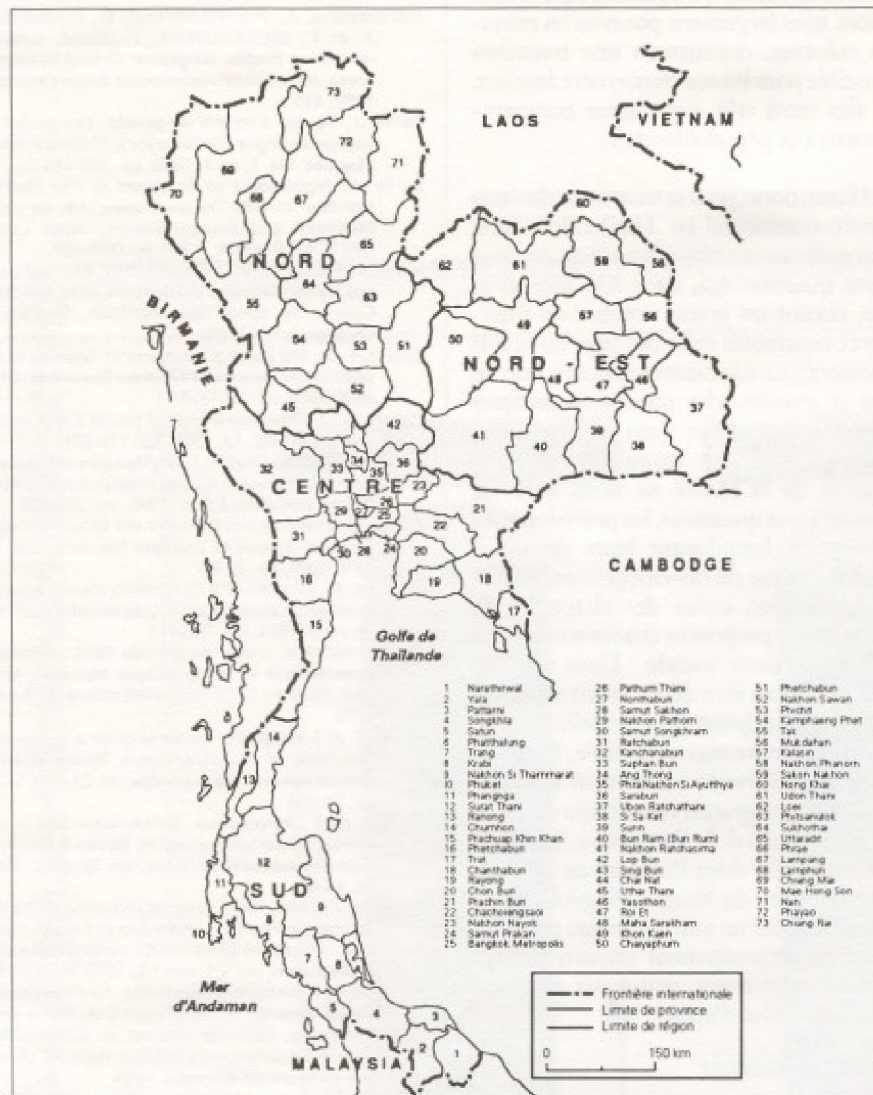 LAOS
VIETNAM
BIRMANIE
NORD
NORD - EST
CENTRE
SUD
CAMBODGE
Golfe de
Thaïlande
Mer
d'Andaman
MALAYSIA
1 Narathiwat
2 Yala
3 Pattani
4 Songkhla
5 Satun
6 Phatthalung
7 Trang
8 Krabi
9 Nakhon Si Thammarat
10 Phuket
11 Phangnga
12 Surat Thani
13 Ranong
14 Chumhon
15 Prachuap Khiri Khan
16 Phetchaburi
17 Trat
18 Chanthaburi
19 Rayong
20 Chon Buri
21 Prachin Buri
22 Chachoengsao
23 Nakhon Nayok
24 Samut Prakan
25 Bangkok Metropolis
26 Pathum Thani
27 Nonthaburi
28 Samut Sakhon
29 Nakhon Pathom
30 Samut Songkhram
31 Ratchaburi
32 Kanchanaburi
33 Suphan Buri
34 Ang Thong
35 Phra Nakhon Si Ayutthya
36 Saraburi
37 Ubon Ratchathani
38 Si Sa Ket
39 Surin
40 Buri Ram (Buri Rum)
41 Nakhon Ratchasima
42 Lop Buri
43 Sing Buri
44 Chai Nat
45 Uthai Thani
46 Yasothon
47 Roi Et
48 Maha Sarakham
49 Khon Kaen
50 Chaiyaphum
51 Phetchabun
52 Nakhon Sawan
53 Phichit
54 Kamphaeng Phet
55 Tak
56 Mukdahan
57 Kalasin
58 Nakhon Phanom
59 Sakon Nakhon
60 Nong Khai
61 Udon Thani
62 Loei
63 Phitsanulok
64 Sukhothai
65 Uttaradit
66 Phrae
67 Lampang
68 Lamphun
69 Chiang Mai
70 Mae Hong Son
71 Nan
72 Phayao
73 Chiang Rai
Frontière internationale
Limite de province
Limite de région
0 150 km